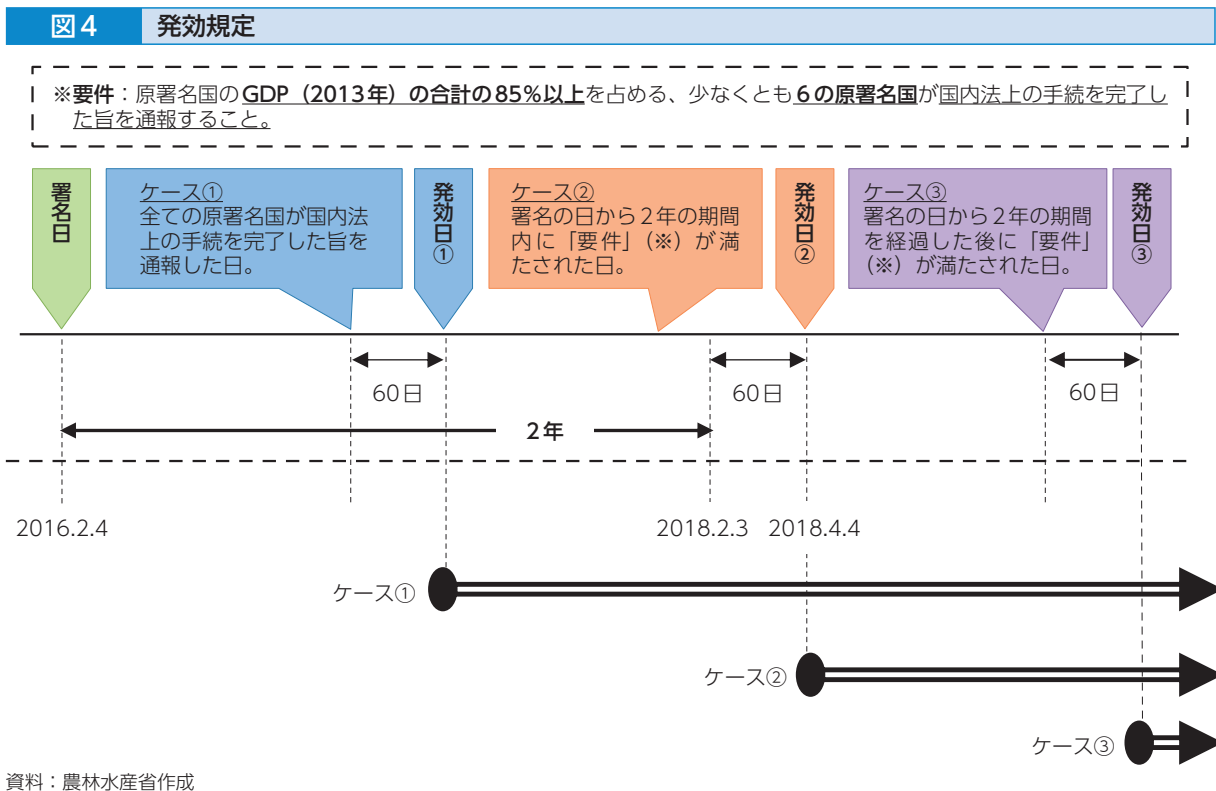 図4 発効規定
※要件：原署名国のGDP（2013年）の合計の85%以上を占める、少なくとも6の原署名国が国内法上の手続を完了し
た旨を通報すること。
署名日
ケース①
全ての原署名国が国内法
上の手続を完了した旨を
通報した日。
発効日①
ケース②
署名の日から2年の期間
内に「要件」（※）が満
たされた日。
発効日②
ケース③
署名の日から2年の期間
を経過した後に「要件」
（※）が満たされた日。
発効日③
60日
60日
60日
2年
2016.2.4
2018.2.3
2018.4.4
ケース①
ケース②
ケース③
資料：農林水産省作成